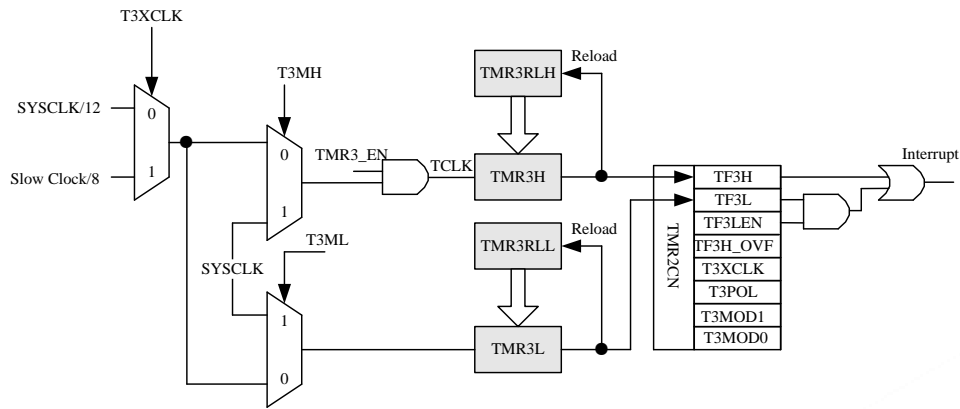 T3XCLK
SYSCLK/12
0
Slow Clock/8
1
T3MH
0
1
TMR3_EN
TCLK
TMR3RLH
Reload
TMR3H
SYSCLK
T3ML
1
0
TMR3RLL
Reload
TMR3L
TMR2CN
TF3H
TF3L
TF3LEN
TF3H_OVF
T3XCLK
T3POL
T3MOD1
T3MOD0
Interrupt